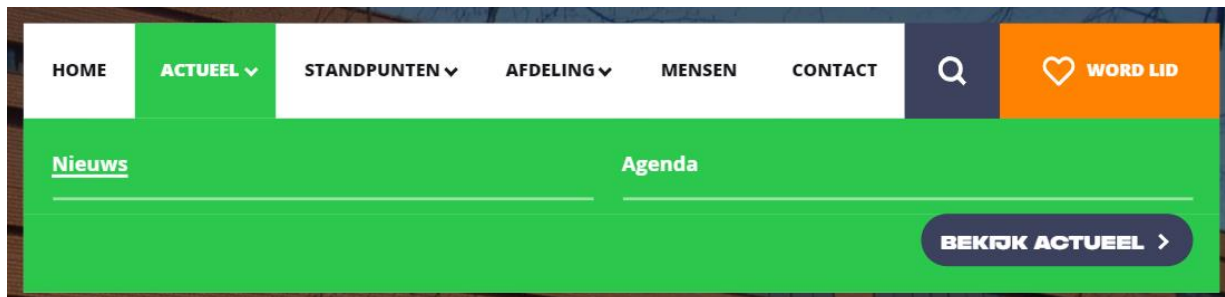 HOME ACTUEEL STANDPUNTEN AFDELING MENSEN CONTACT WORD LID
Nieuws Agenda
BEKIJK ACTUEEL